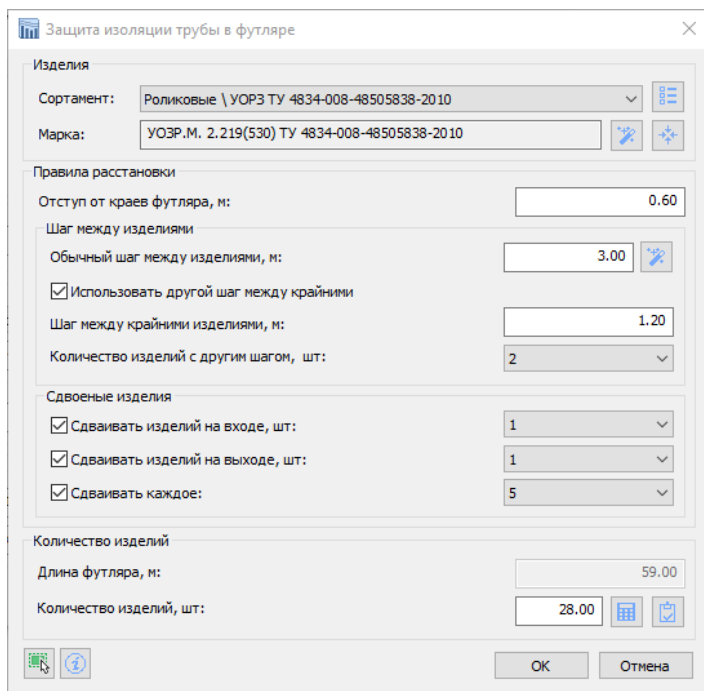 Защита изоляции трубы в футляре
Изделия
Сортамент: Роликовые \ УОРЗ ТУ 4834-008-48505838-2010
Марка: УОЗР.М. 2.219(530) ТУ 4834-008-48505838-2010
Правила расстановки
Отступ от краев футляра, м: 0.60
Шаг между изделиями
Обычный шаг между изделиями, м: 3.00
Использовать другой шаг между крайними
Шаг между крайними изделиями, м: 1.20
Количество изделий с другим шагом, шт: 2
Сдвоеные изделия
Сдваивать изделий на входе, шт: 1
Сдваивать изделий на выходе, шт: 1
Сдваивать каждое: 5
Количество изделий
Длина футляра, м: 59.00
Количество изделий, шт: 28.00
ОК Отмена